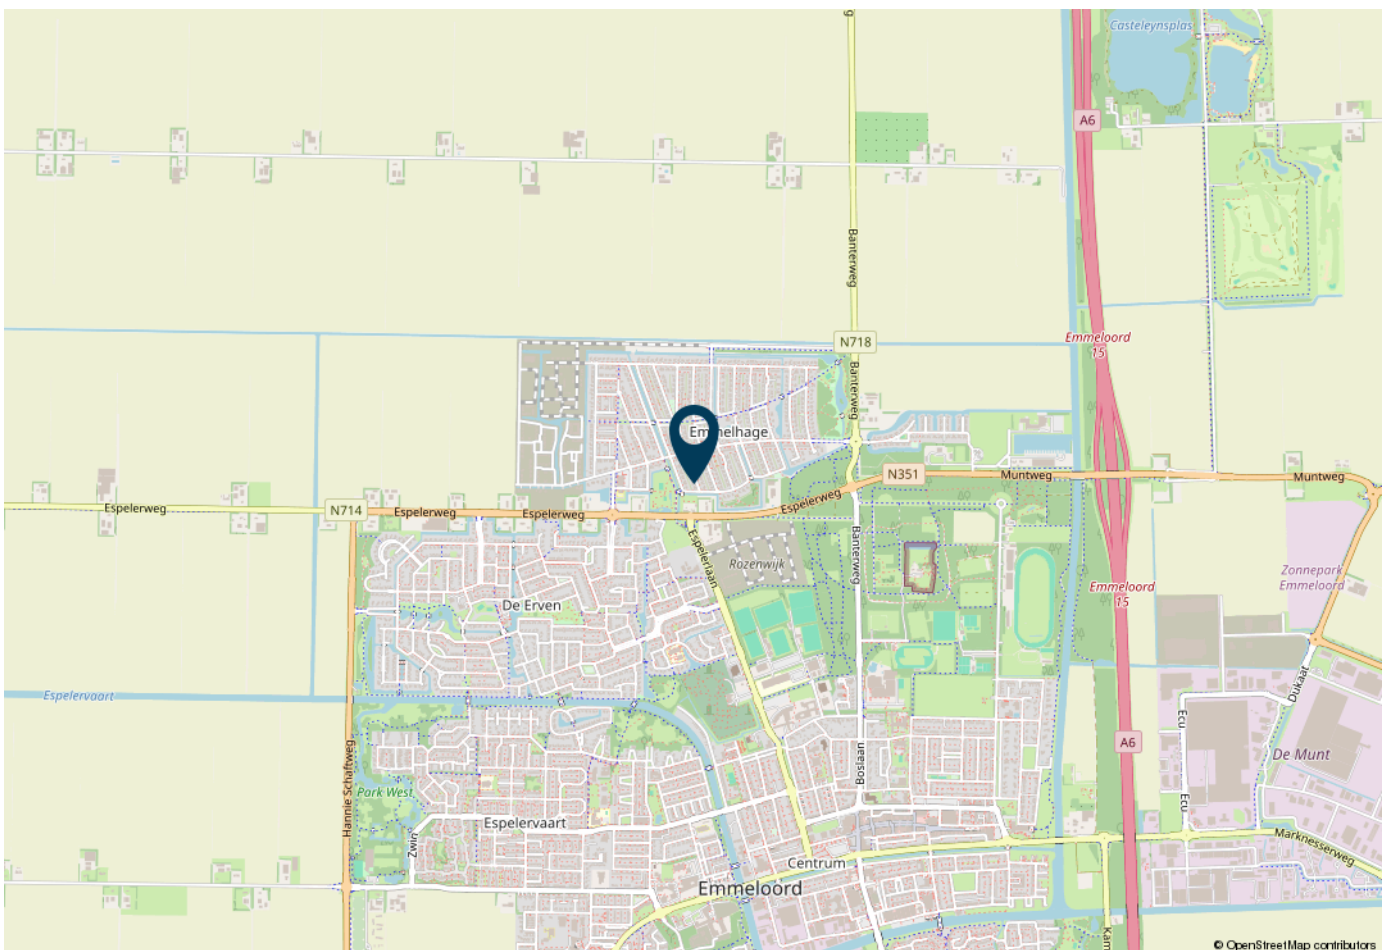 Casteleynsplas
A6
Banterweg
N718
Emmeloord
15
Banterweg
Emmelhage
N351
Muntweg
Muntweg
Espelerweg
N714
Espelerweg
Espelerweg
Espelerweg
Espelerlaan
Banterweg
Rozenwijk
Zonnepark
Emmeloord
Emmeloord
15
De Erven
Espelervaart
Dukaat
Ecu
A6
De Munt
Boslaan
Hannie Schaftweg
Park West
Ecu
Espelervaart
Zwin
Marknesserweg
Centrum
Emmeloord
© OpenStreetMap contributors